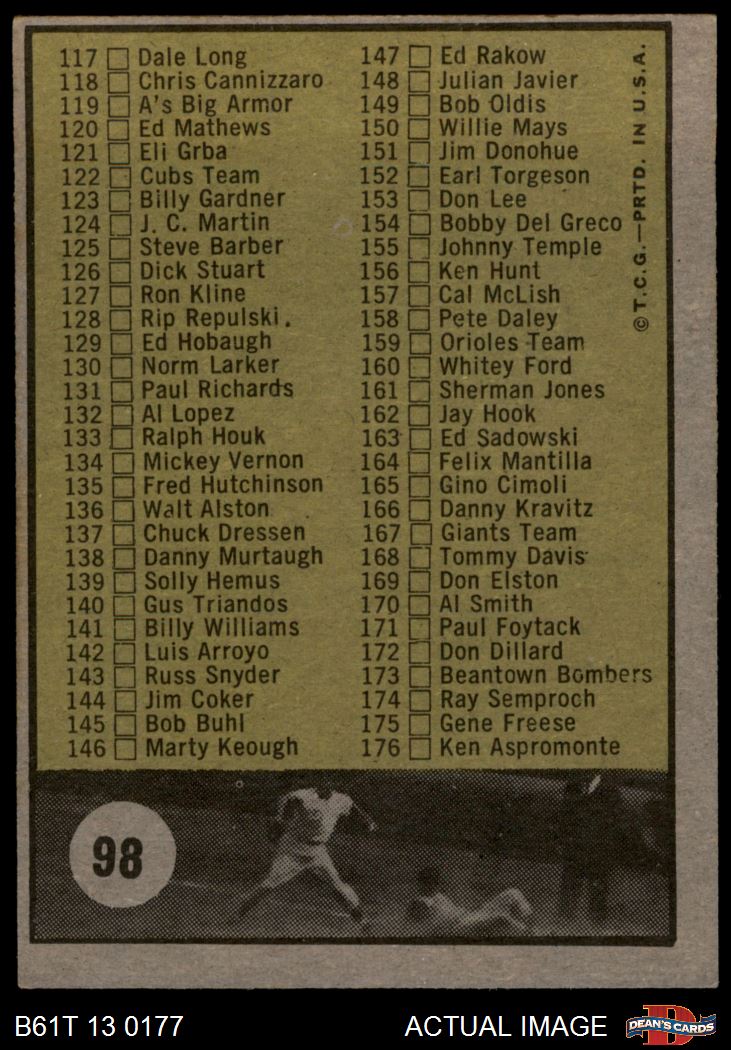 117 Dale Long
118 Chris Cannizzaro
119 A's Big Armor
120 Ed Mathews
121 Eli Grba
122 Cubs Team
123 Billy Gardner
124 J. C. Martin
125 Steve Barber
126 Dick Stuart
127 Ron Kline
128 Rip Repulski.
129 Ed Hobaugh
130 Norm Larker
131 Paul Richards
132 Al Lopez
133 Ralph Houk
134 Mickey Vernon
135 Fred Hutchinson
136 Walt Alston
137 Chuck Dressen
138 Danny Murtaugh
139 Solly Hemus
140 Gus Triandos
141 Billy Williams
142 Luis Arroyo
143 Russ Snyder
144 Jim Coker
145 Bob Buhl
146 Marty Keough
147 Ed Rakow
148 Julian Javier
149 Bob Oldis
150 Willie Mays
151 Jim Donohue
152 Earl Torgeson
153 Don Lee
154 Bobby Del Greco
155 Johnny Temple
156 Ken Hunt
157 Cal McLish
158 Pete Daley
159 Orioles Team
160 Whitey Ford
161 Sherman Jones
162 Jay Hook
163 Ed Sadowski
164 Felix Mantilla
165 Gino Cimoli
166 Danny Kravitz
167 Giants Team
168 Tommy Davis
169 Don Elston
170 Al Smith
171 Paul Foytack
172 Don Dillard
173 Beantown Bombers
174 Ray Semproch
175 Gene Freese
176 Ken Aspromonte
© T.C.G.—PRTD. IN U.S.A.
98
B61T 13 0177
ACTUAL IMAGE
D
DEAN'S CARDS